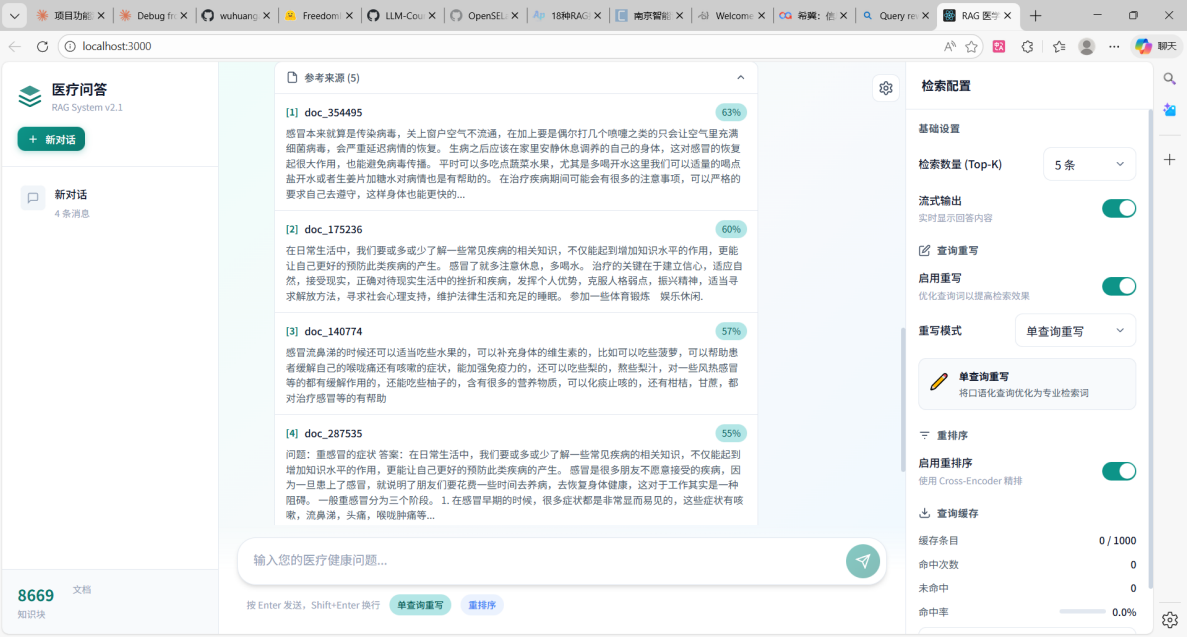 项目功能
Debug fro
wuhuang
Freedoml
LLM-Cou
OpenSEL
18种RAG
南京智能
Welcome
希冀：信
Query re
RAG 医学
localhost:3000
聊天
医疗问答
RAG System v2.1
+ 新对话
新对话
4 条消息
8669
文档
知识块
参考来源 (5)
[1] doc_354495
63%
感冒本来就算是传染病毒，关上窗户空气不流通，在加上要是偶尔打几个喷嚏之类的只会让空气里充满
细菌病毒，会严重延迟病情的恢复。 生病之后应该在家里安静休息调养的自己的身体，这对感冒的恢复
起很大作用，也能避免病毒传播。 平时可以多吃点蔬菜水果，尤其是多喝开水这里我们可以适量的喝点
盐开水或者生姜片加糖水对病情也是有帮助的。 在治疗疾病期间可能会有很多的注意事项，可以严格的
要求自己去遵守，这样身体也能更快的...
[2] doc_175236
60%
在日常生活中，我们要或多或少了解一些常见疾病的相关知识，不仅能起到增加知识水平的作用，更能
让自己更好的预防此类疾病的产生。 感冒了就多注意休息，多喝水。 治疗的关键在于建立信心，适应自
然，接受现实，正确对待现实生活中的挫折和疾病，发挥个人优势，克服人格弱点，振兴精神，适当寻
求解放方法，寻求社会心理支持，维护法律生活和充足的睡眠。 参加一些体育锻炼 娱乐休闲.
[3] doc_140774
57%
感冒流鼻涕的时候还可以适当吃些水果的，可以补充身体的维生素的，比如可以吃些菠萝，可以帮助患
者缓解自己的喉咙痛还有咳嗽的症状，能加强免疫力的，还可以吃些梨的，熬些梨汁，对一些风热感冒
等的都有缓解作用的，还能吃些柚子的，含有很多的营养物质，可以化痰止咳的，还有柑桔，甘蔗，都
对治疗感冒等的有帮助
[4] doc_287535
55%
问题：重感冒的症状 答案：在日常生活中，我们要或多或少了解一些常见疾病的相关知识，不仅能起到
增加知识水平的作用，更能让自己更好的预防此类疾病的产生。 感冒是很多朋友不愿意接受的疾病，因
为一旦患上了感冒，就说明了朋友们要花费一些时间去养病，去恢复身体健康，这对于工作其实是一种
阻碍。 一般重感冒分为三个阶段。 1. 在感冒早期的时候，很多症状都是非常显而易见的，这些症状有咳
嗽，流鼻涕，头痛，喉咙肿痛等...
输入您的医疗健康问题...
按 Enter 发送，Shift+Enter 换行
单查询重写
重排序
检索配置
基础设置
检索数量 (Top-K)
5 条
流式输出
实时显示回答内容
查询重写
启用重写
优化查询词以提高检索效果
重写模式
单查询重写
单查询重写
将口语化查询优化为专业检索词
重排序
启用重排序
使用 Cross-Encoder 精排
查询缓存
缓存条目
0 / 1000
命中次数
0
未命中
0
命中率
0.0%